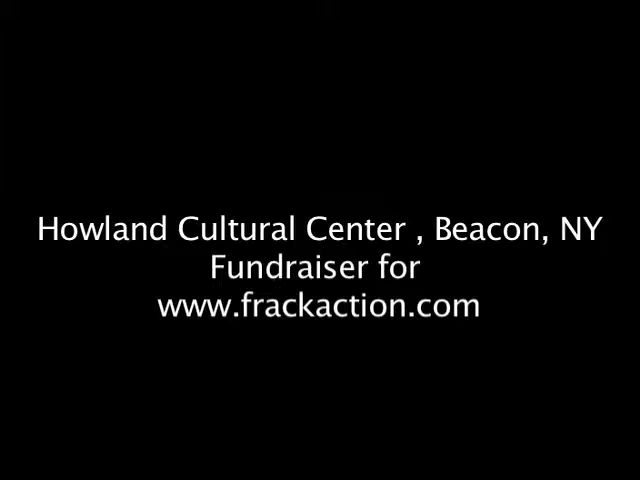 Howland Cultural Center , Beacon, NY
Fundraiser for
www.frackaction.com